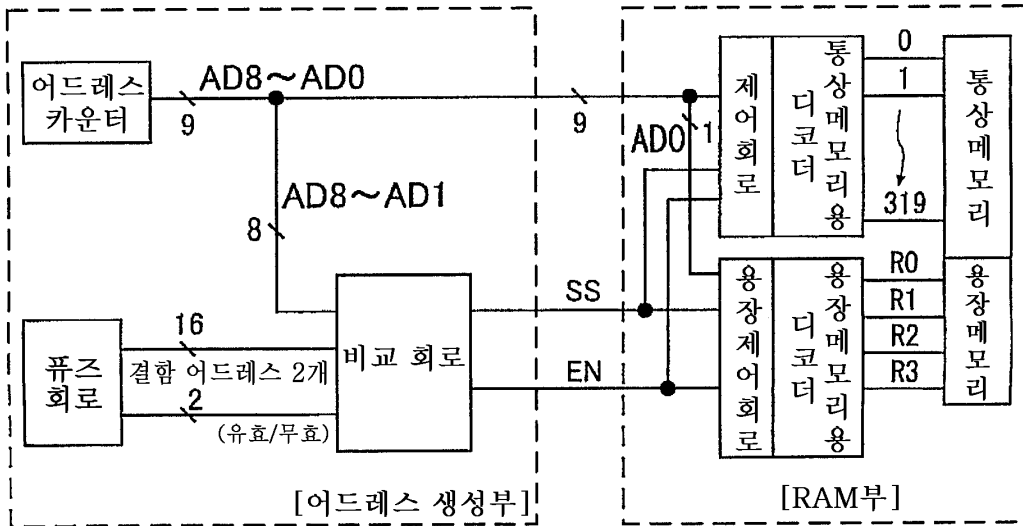 어드레스
카운터
9
AD8~AD0
9
AD0
1
AD8~AD1
8
퓨즈
회로
16
결함 어드레스 2개
2
(유효/무효)
비교 회로
SS
EN
[어드레스 생성부]
제어회로
통상메모리용
디코더
0
1
319
통상메모리
용장제어회로
용장메모리용
디코더
R0
R1
R2
R3
용장메모리
[RAM부]